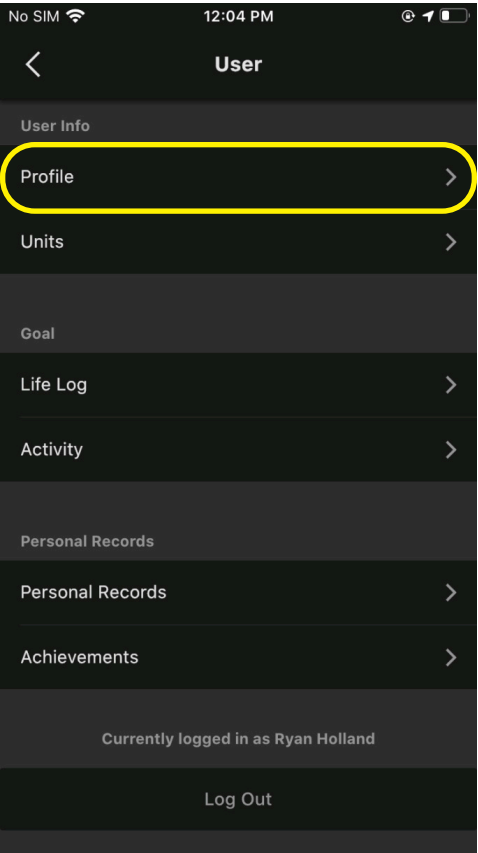 No SIM 12:04 PM
User
User Info
Profile
Units
Goal
Life Log
Activity
Personal Records
Personal Records
Achievements
Currently logged in as Ryan Holland
Log Out